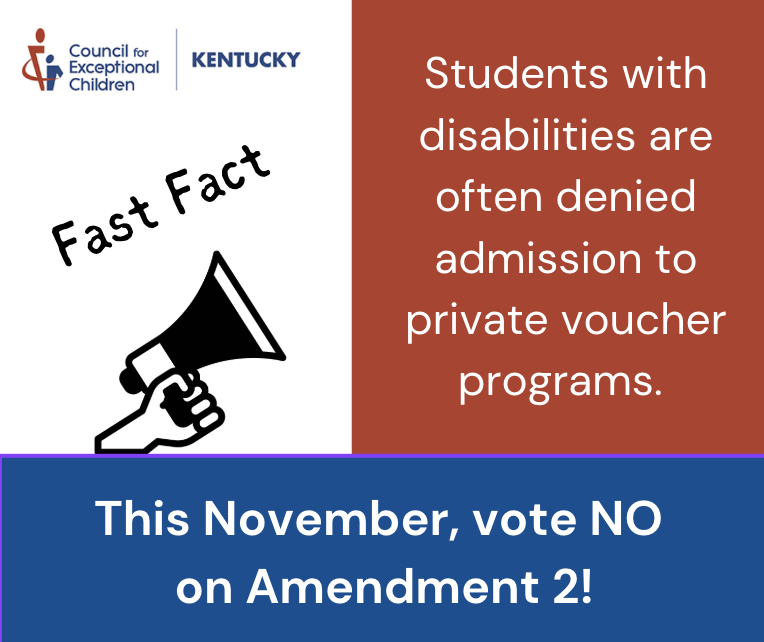 Council for
Exceptional
Children
KENTUCKY
Fast Fact
Students with
disabilities are
often denied
admission to
private voucher
programs.
This November, vote NO
on Amendment 2!